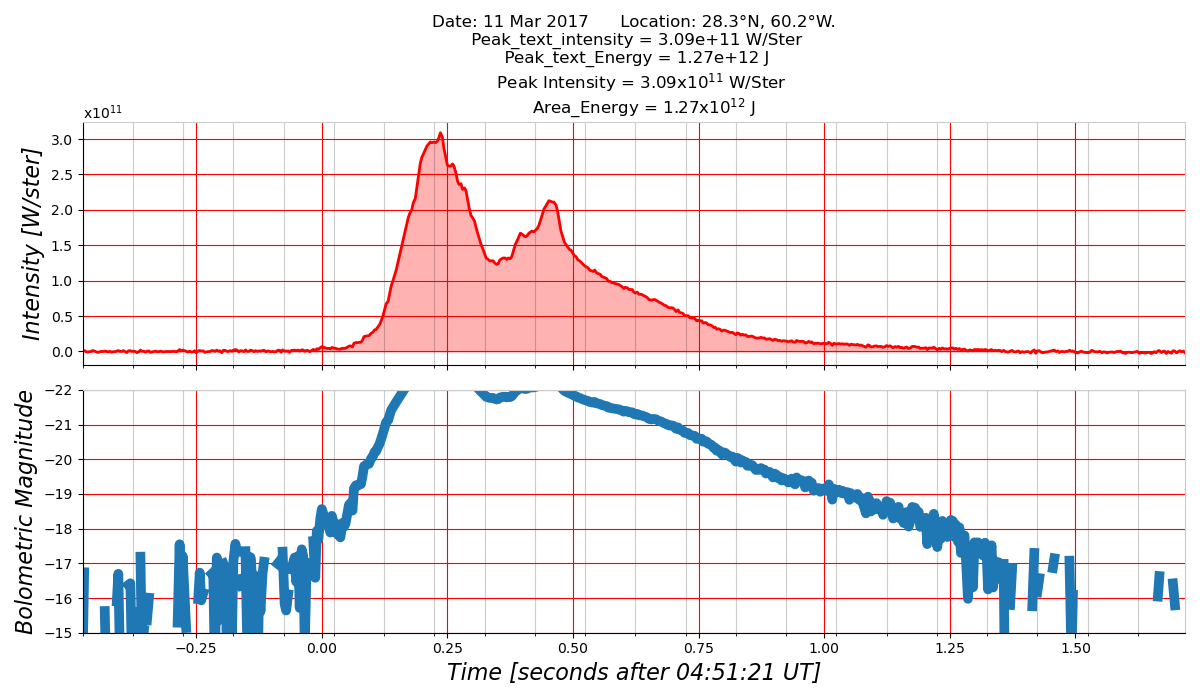 Date: 11 Mar 2017      Location: 28.3°N, 60.2°W.
Peak_text_intensity = 3.09e+11 W/Ster
Peak_text_Energy = 1.27e+12 J
Peak Intensity = 3.09x10¹¹ W/Ster
Area_Energy = 1.27x10¹² J
x10¹¹
3.0
2.5
2.0
1.5
1.0
0.5
0.0
Intensity [W/ster]
−22
−21
−20
−19
−18
−17
−16
−15
Bolometric Magnitude
−0.25 0.00 0.25 0.50 0.75 1.00 1.25 1.50
Time [seconds after 04:51:21 UT]